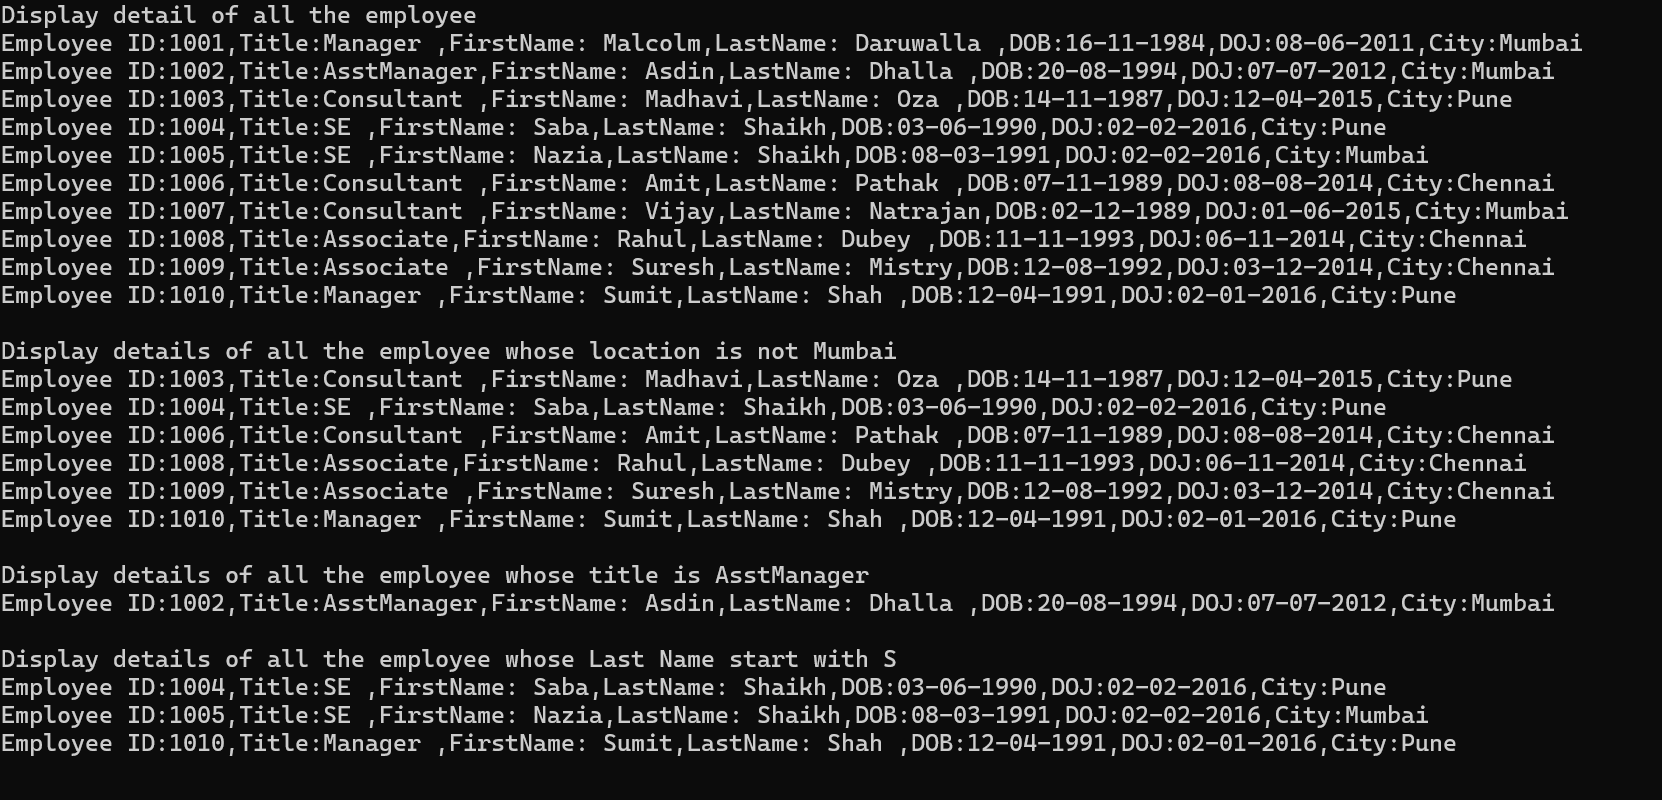 Display detail of all the employee
Employee ID:1001,Title:Manager ,FirstName: Malcolm,LastName: Daruwalla ,DOB:16-11-1984,DOJ:08-06-2011,City:Mumbai
Employee ID:1002,Title:AsstManager,FirstName: Asdin,LastName: Dhalla ,DOB:20-08-1994,DOJ:07-07-2012,City:Mumbai
Employee ID:1003,Title:Consultant ,FirstName: Madhavi,LastName: Oza ,DOB:14-11-1987,DOJ:12-04-2015,City:Pune
Employee ID:1004,Title:SE ,FirstName: Saba,LastName: Shaikh,DOB:03-06-1990,DOJ:02-02-2016,City:Pune
Employee ID:1005,Title:SE ,FirstName: Nazia,LastName: Shaikh,DOB:08-03-1991,DOJ:02-02-2016,City:Mumbai
Employee ID:1006,Title:Consultant ,FirstName: Amit,LastName: Pathak ,DOB:07-11-1989,DOJ:08-08-2014,City:Chennai
Employee ID:1007,Title:Consultant ,FirstName: Vijay,LastName: Natrajan,DOB:02-12-1989,DOJ:01-06-2015,City:Mumbai
Employee ID:1008,Title:Associate,FirstName: Rahul,LastName: Dubey ,DOB:11-11-1993,DOJ:06-11-2014,City:Chennai
Employee ID:1009,Title:Associate ,FirstName: Suresh,LastName: Mistry,DOB:12-08-1992,DOJ:03-12-2014,City:Chennai
Employee ID:1010,Title:Manager ,FirstName: Sumit,LastName: Shah ,DOB:12-04-1991,DOJ:02-01-2016,City:Pune
Display details of all the employee whose location is not Mumbai
Employee ID:1003,Title:Consultant ,FirstName: Madhavi,LastName: Oza ,DOB:14-11-1987,DOJ:12-04-2015,City:Pune
Employee ID:1004,Title:SE ,FirstName: Saba,LastName: Shaikh,DOB:03-06-1990,DOJ:02-02-2016,City:Pune
Employee ID:1006,Title:Consultant ,FirstName: Amit,LastName: Pathak ,DOB:07-11-1989,DOJ:08-08-2014,City:Chennai
Employee ID:1008,Title:Associate,FirstName: Rahul,LastName: Dubey ,DOB:11-11-1993,DOJ:06-11-2014,City:Chennai
Employee ID:1009,Title:Associate ,FirstName: Suresh,LastName: Mistry,DOB:12-08-1992,DOJ:03-12-2014,City:Chennai
Employee ID:1010,Title:Manager ,FirstName: Sumit,LastName: Shah ,DOB:12-04-1991,DOJ:02-01-2016,City:Pune
Display details of all the employee whose title is AsstManager
Employee ID:1002,Title:AsstManager,FirstName: Asdin,LastName: Dhalla ,DOB:20-08-1994,DOJ:07-07-2012,City:Mumbai
Display details of all the employee whose Last Name start with S
Employee ID:1004,Title:SE ,FirstName: Saba,LastName: Shaikh,DOB:03-06-1990,DOJ:02-02-2016,City:Pune
Employee ID:1005,Title:SE ,FirstName: Nazia,LastName: Shaikh,DOB:08-03-1991,DOJ:02-02-2016,City:Mumbai
Employee ID:1010,Title:Manager ,FirstName: Sumit,LastName: Shah ,DOB:12-04-1991,DOJ:02-01-2016,City:Pune